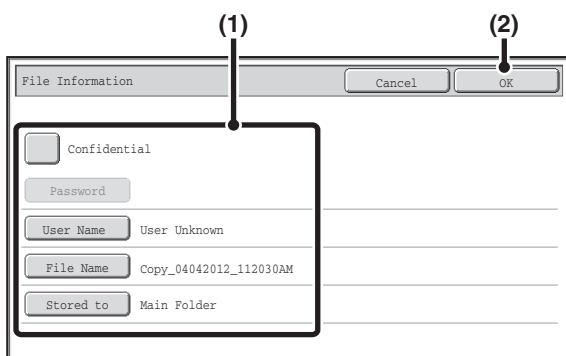 (1) (2)
File Information Cancel OK
Confidential
Password
User Name User Unknown
File Name Copy_04042012_112030AM
Stored to Main Folder